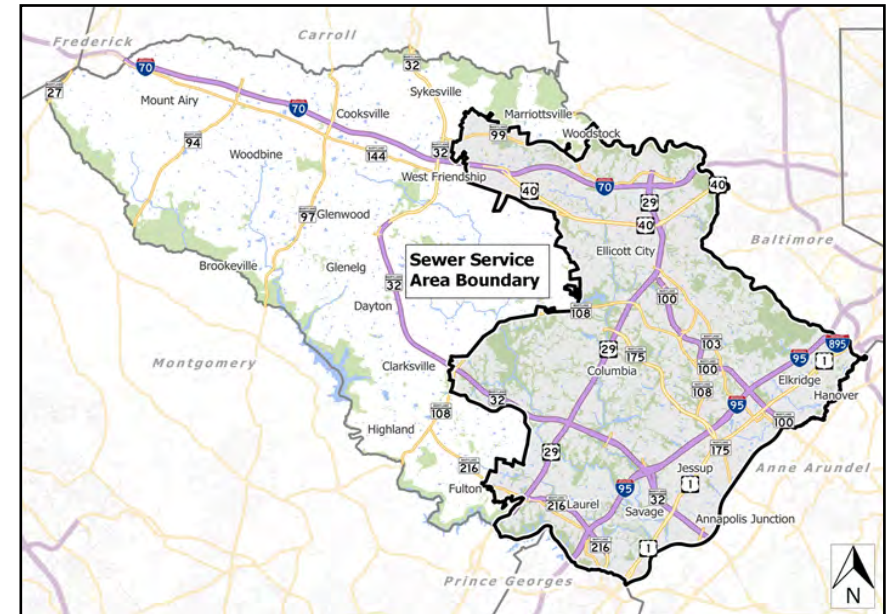 Frederick
Carroll
27
70
Mount Airy
94
Woodbine
70
Cooksville
144
97
Glenwood
Brookeville
32
Sykesville
32
West Friendship
Marriottsville
99
Woodstock
40
70
29
40
40
Ellicott City
Baltimore
Sewer Service
Area Boundary
Glenelg
32
Dayton
108
100
29
175
Columbia
103
100
108
95
895
1
Elkridge
Hanover
95
100
Montgomery
Clarksville
32
108
Highland
216
Fulton
29
175
Jessup
Anne Arundel
1
95
32
216
Laurel
Savage
Annapolis Junction
216
1
Prince Georges
N